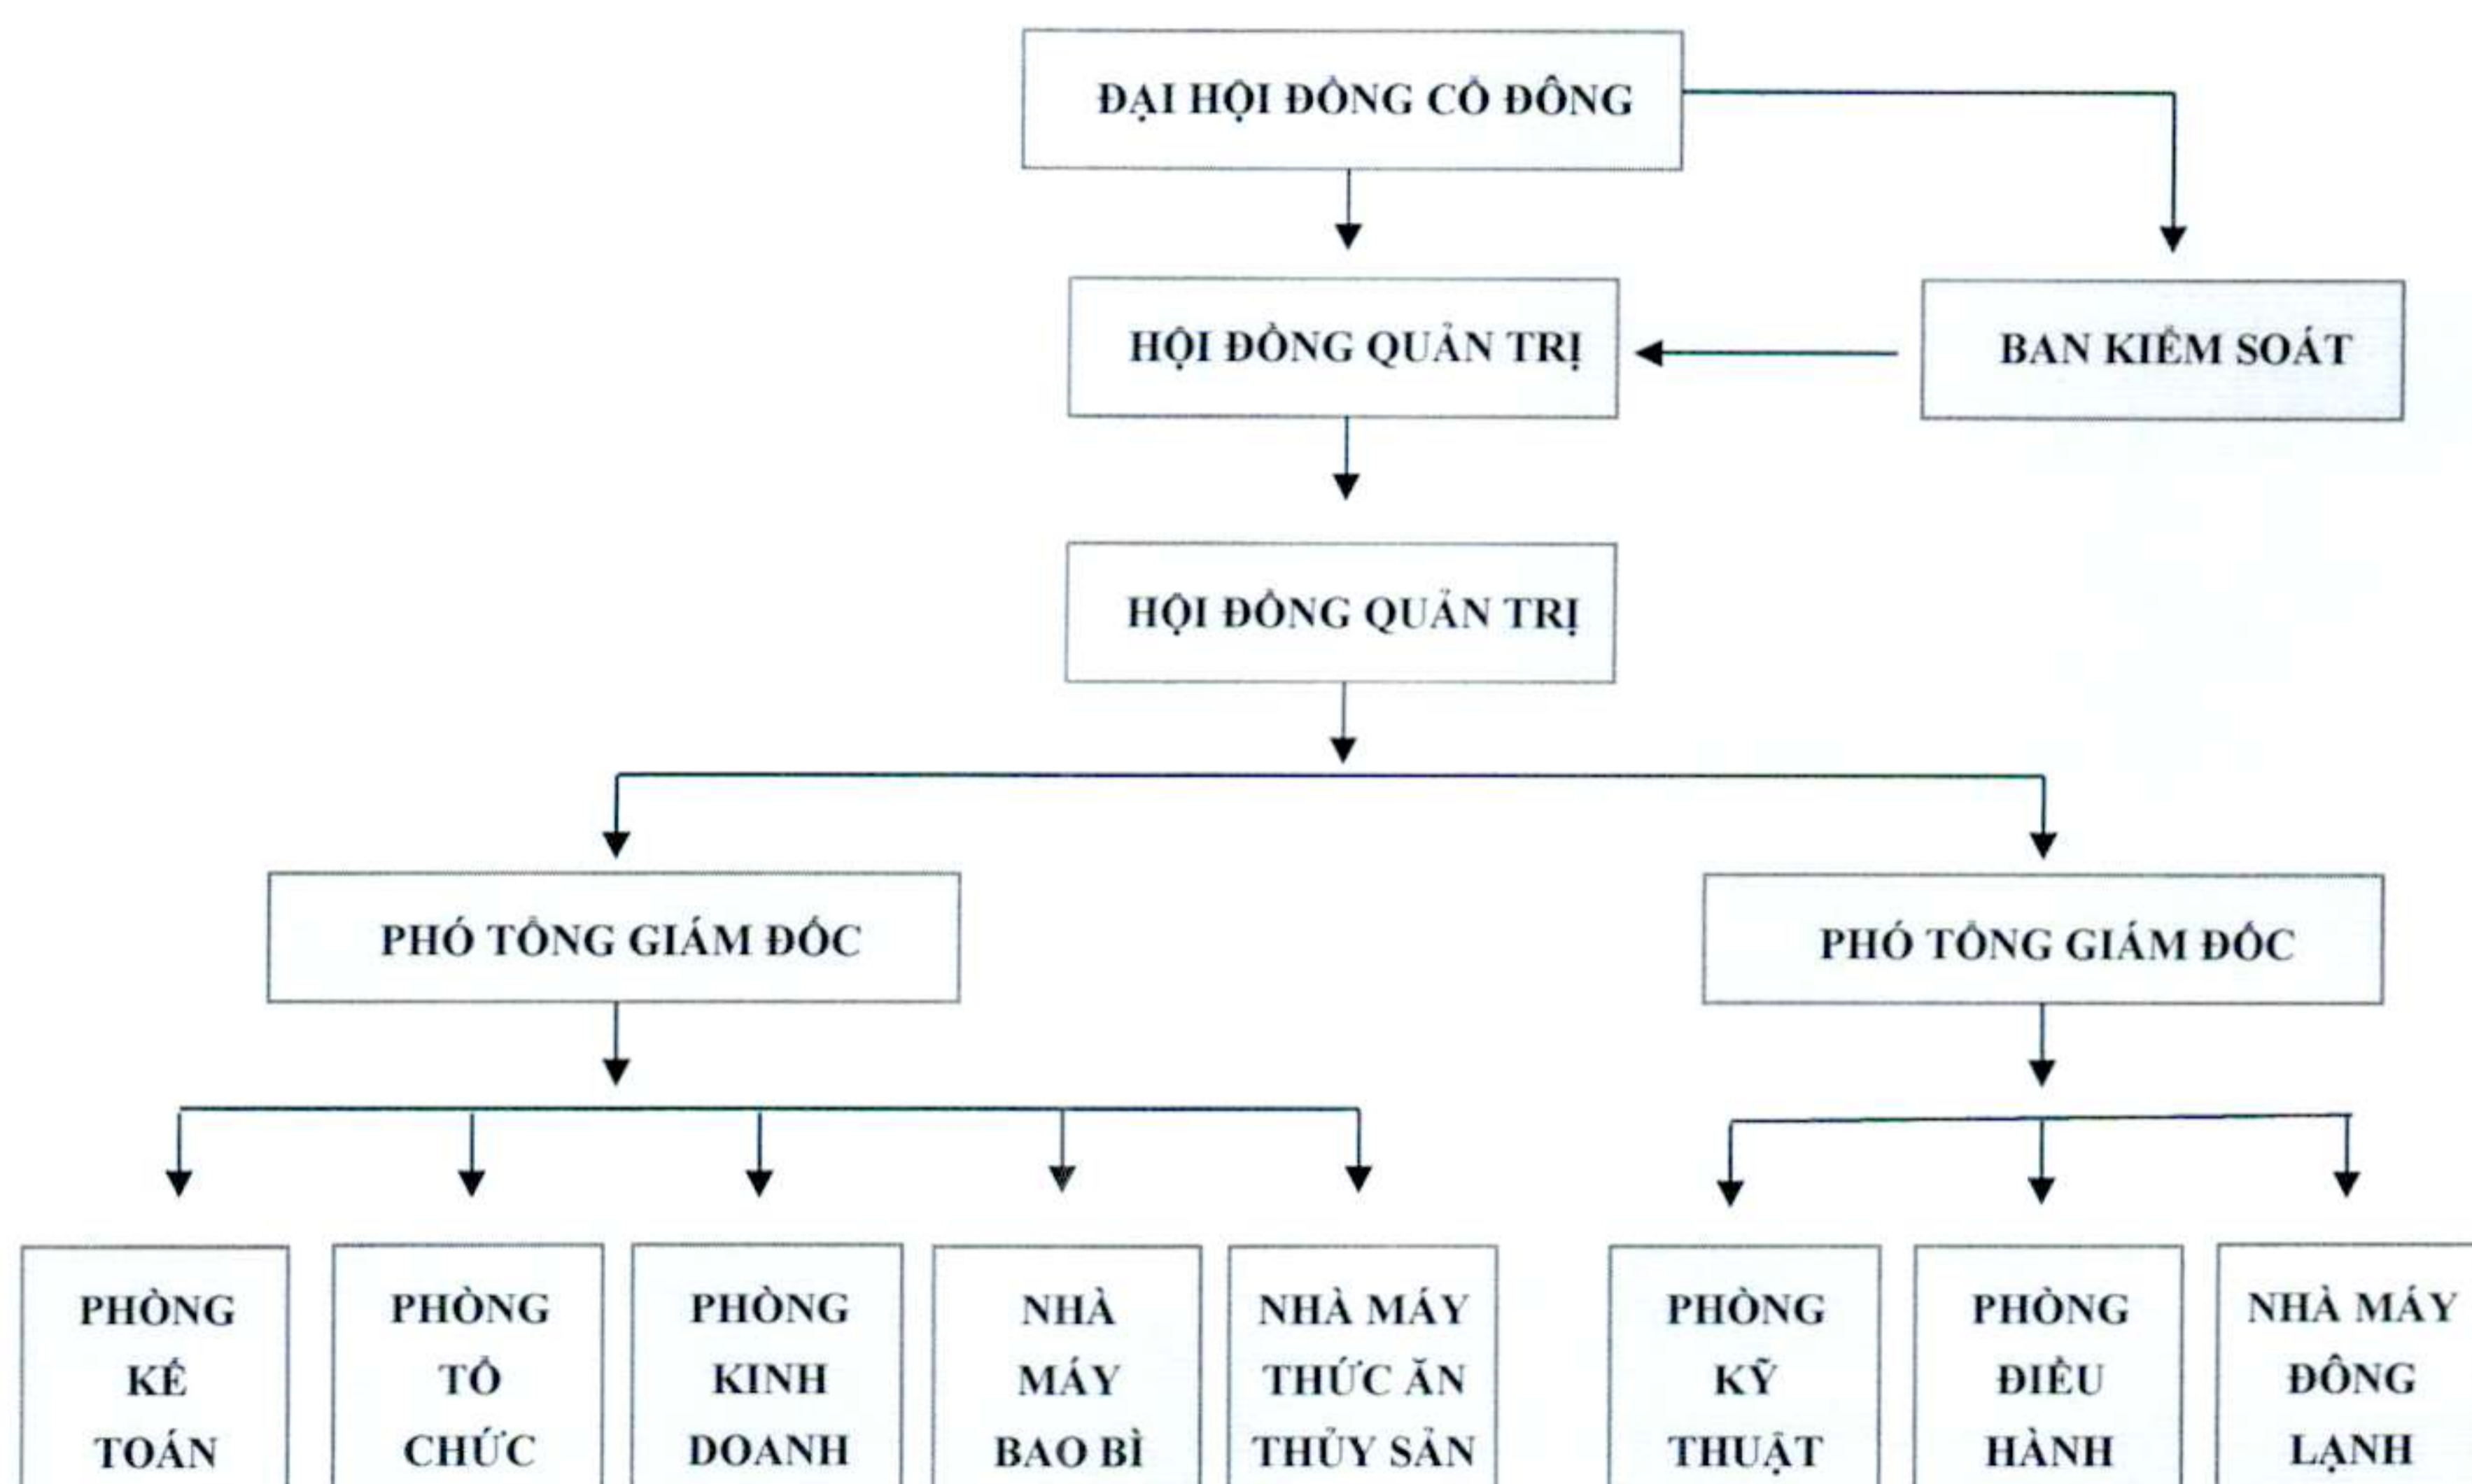 ĐẠI HỘI ĐỒNG CỔ ĐÔNG
HỘI ĐỒNG QUẢN TRỊ
BAN KIỂM SOÁT
HỘI ĐỒNG QUẢN TRỊ
PHÓ TỔNG GIÁM ĐỐC
PHÓ TỔNG GIÁM ĐỐC
PHÒNG
KẾ
TOÁN
PHÒNG
TỔ
CHỨC
PHÒNG
KINH
DOANH
NHÀ
MÁY
BAO BÌ
NHÀ MÁY
THỨC ĂN
THỦY SẢN
PHÒNG
KỸ
THUẬT
PHÒNG
ĐIỀU
HÀNH
NHÀ MÁY
ĐÔNG
LẠNH